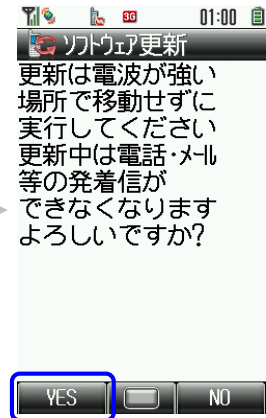 3G 01:00
ソフトウェア更新
更新は電波が強い
場所で移動せずに
実行してください
更新中は電話・メール
等の発着信が
できなくなります
よろしいですか?
YES NO